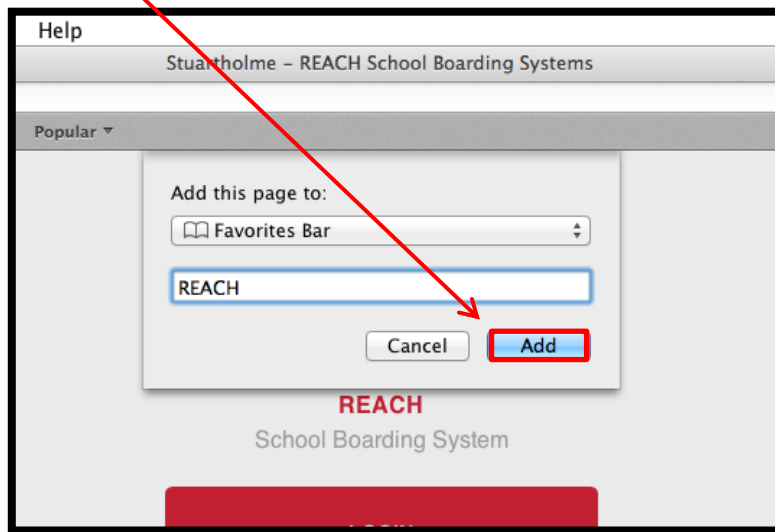 Help
Stuartholme – REACH School Boarding Systems
Popular
Add this page to:
Favorites Bar
REACH
Cancel Add
REACH
School Boarding System
LOGIN